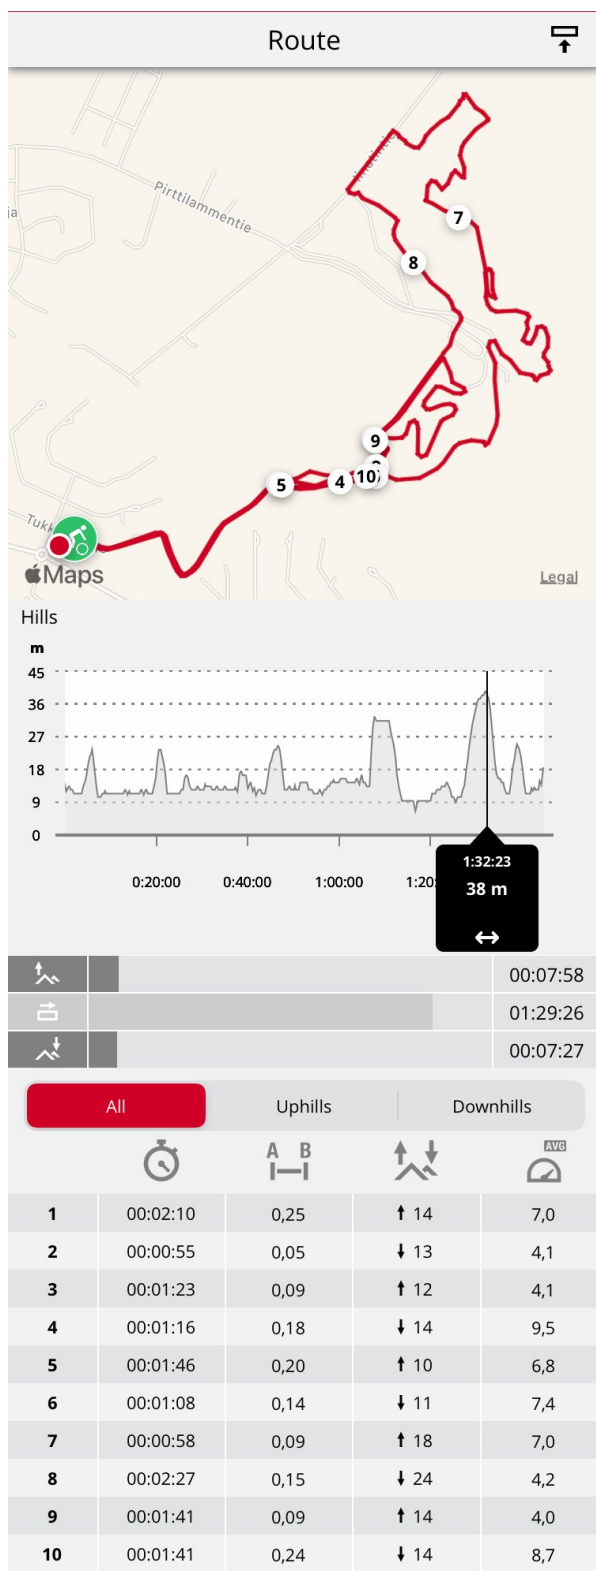 Route
Pirttilammentie
ja
7
8
9
5
4
10
Tukk
Maps
Legal
Hills
m
45
36
27
18
9
0
0:20:00 0:40:00 1:00:00 1:20:
1:32:23
38 m
00:07:58
01:29:26
00:07:27
All Uphills Downhills
A B
AVG
1 00:02:10 0,25 14 7,0
2 00:00:55 0,05 13 4,1
3 00:01:23 0,09 12 4,1
4 00:01:16 0,18 14 9,5
5 00:01:46 0,20 10 6,8
6 00:01:08 0,14 11 7,4
7 00:00:58 0,09 18 7,0
8 00:02:27 0,15 24 4,2
9 00:01:41 0,09 14 4,0
10 00:01:41 0,24 14 8,7